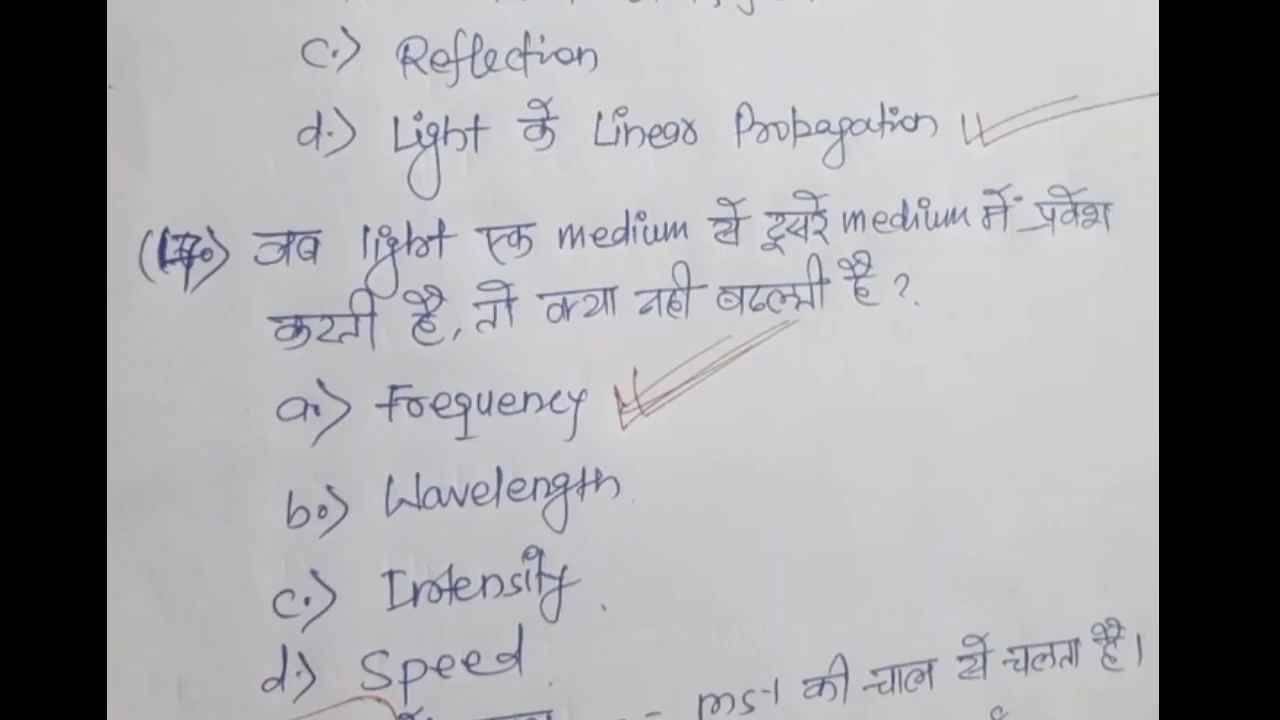 c.) Reflection
d.) Light के Linear Propagation
(17.) जब light एक medium से दूसरे medium में प्रवेश
करती है, तो क्या नही बदलती है ?
a.) Frequency
b.) Wavelength
c.) Intensity
d.) Speed
ms-1 की चाल से चलता है।